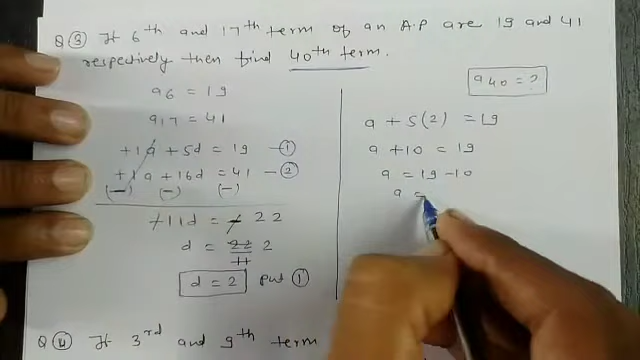 Q③ If 6th and 17th term of an A.P are 19 and 41
respectively then find 40th term.
a6 = 19
a17 = 41
+1a + 5d = 19 —①
+1a + 16d = 41 —②
(−) (−) (−)
+11d = + 22
d = 22/11 2
d = 2 put ①
a40 = ?
a + 5(2) = 19
a + 10 = 19
a = 19 - 10
a =
Q④ If 3rd and 9th term